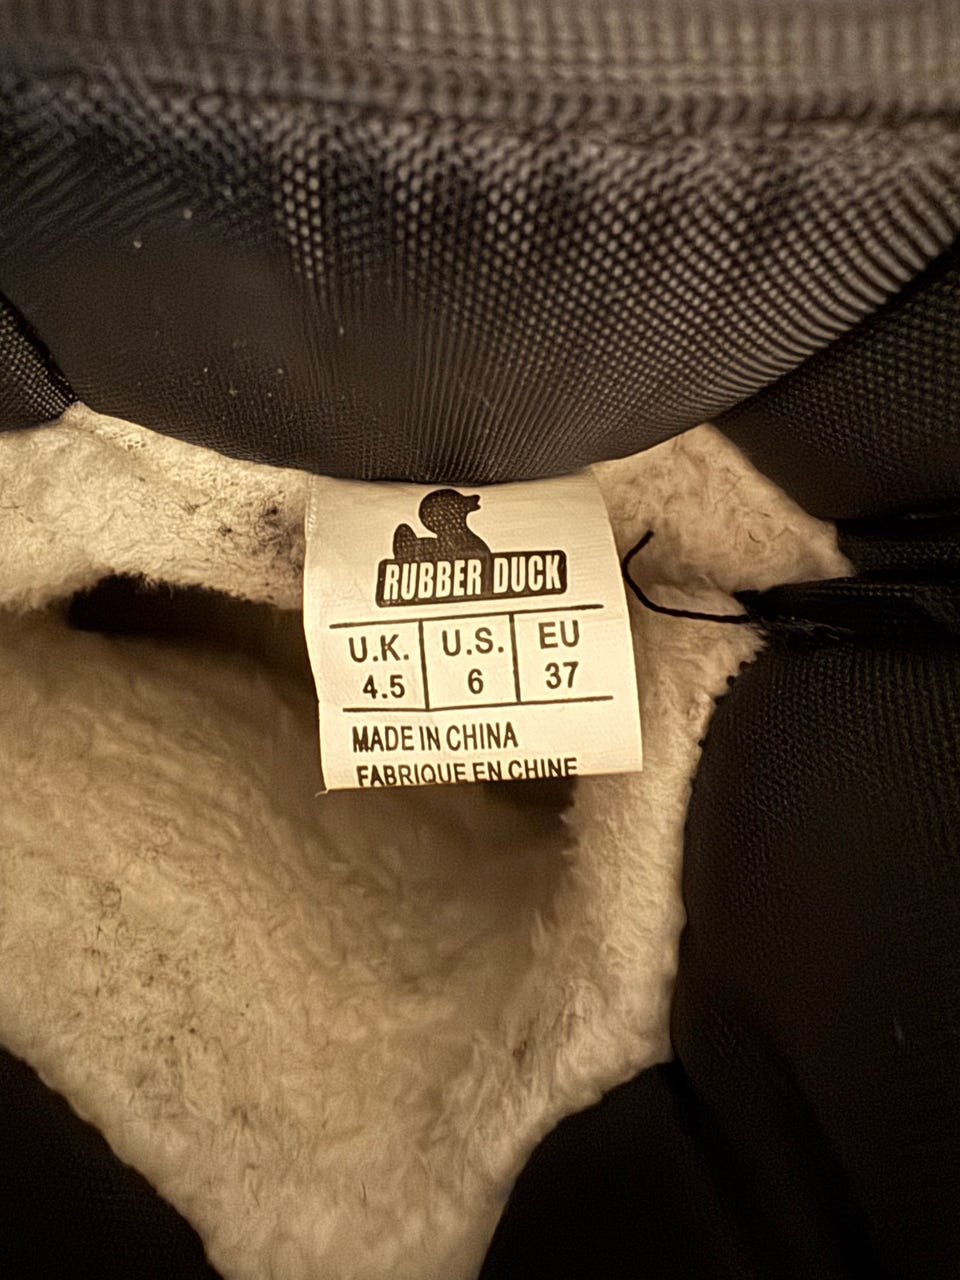 RUBBER DUCK
U.K. U.S. EU
4.5 6 37
MADE IN CHINA
FABRIQUE EN CHINE